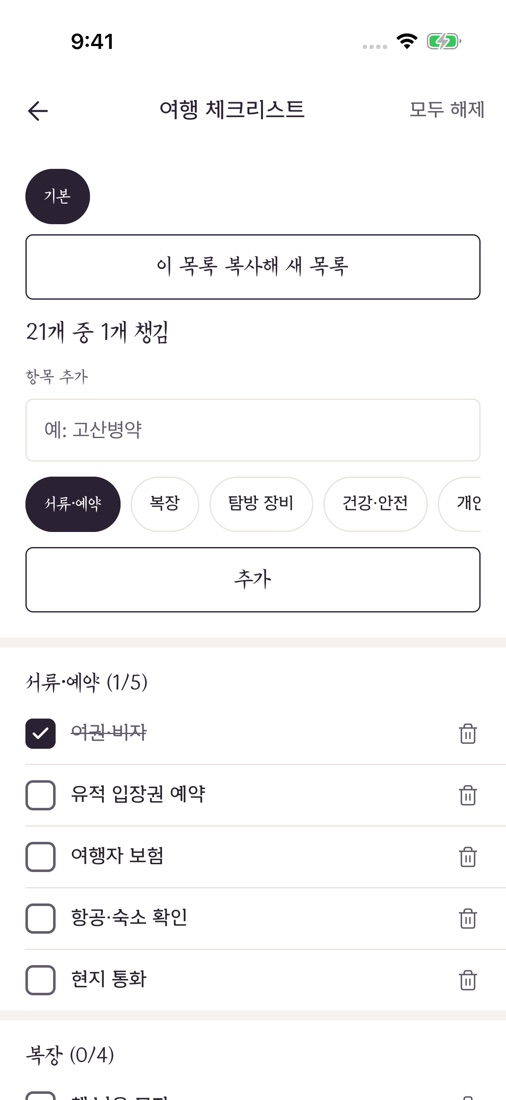 9:41
여행 체크리스트
모두 해제
기본
이 목록 복사해 새 목록
21개 중 1개 챙김
항목 추가
예: 고산병약
서류·예약
복장
탐방 장비
건강·안전
추가
서류·예약 (1/5)
여권·비자
유적 입장권 예약
여행자 보험
항공·숙소 확인
현지 통화
복장 (0/4)